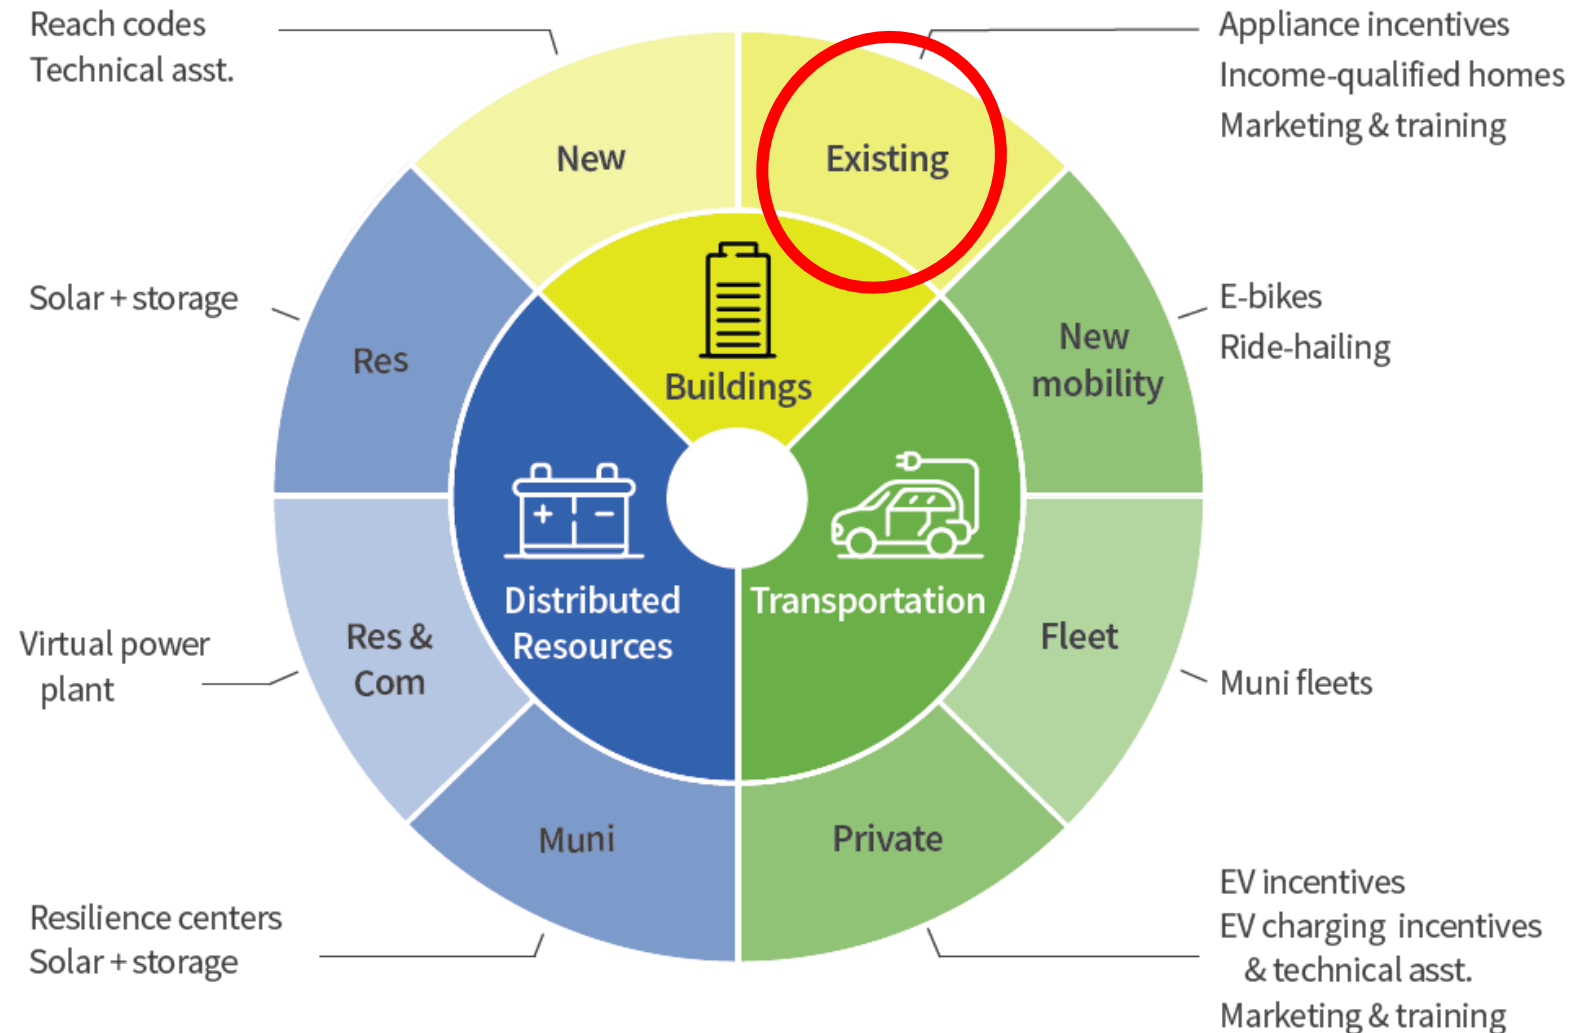 Reach codes
Technical asst.
Appliance incentives
Income-qualified homes
Marketing & training
New
Existing
Solar + storage
Res
Buildings
New
mobility
E-bikes
Ride-hailing
+ −
Distributed
Resources
Transportation
Virtual power
plant
Res &
Com
Fleet
Muni fleets
Muni
Private
Resilience centers
Solar + storage
EV incentives
EV charging incentives
& technical asst.
Marketing & training